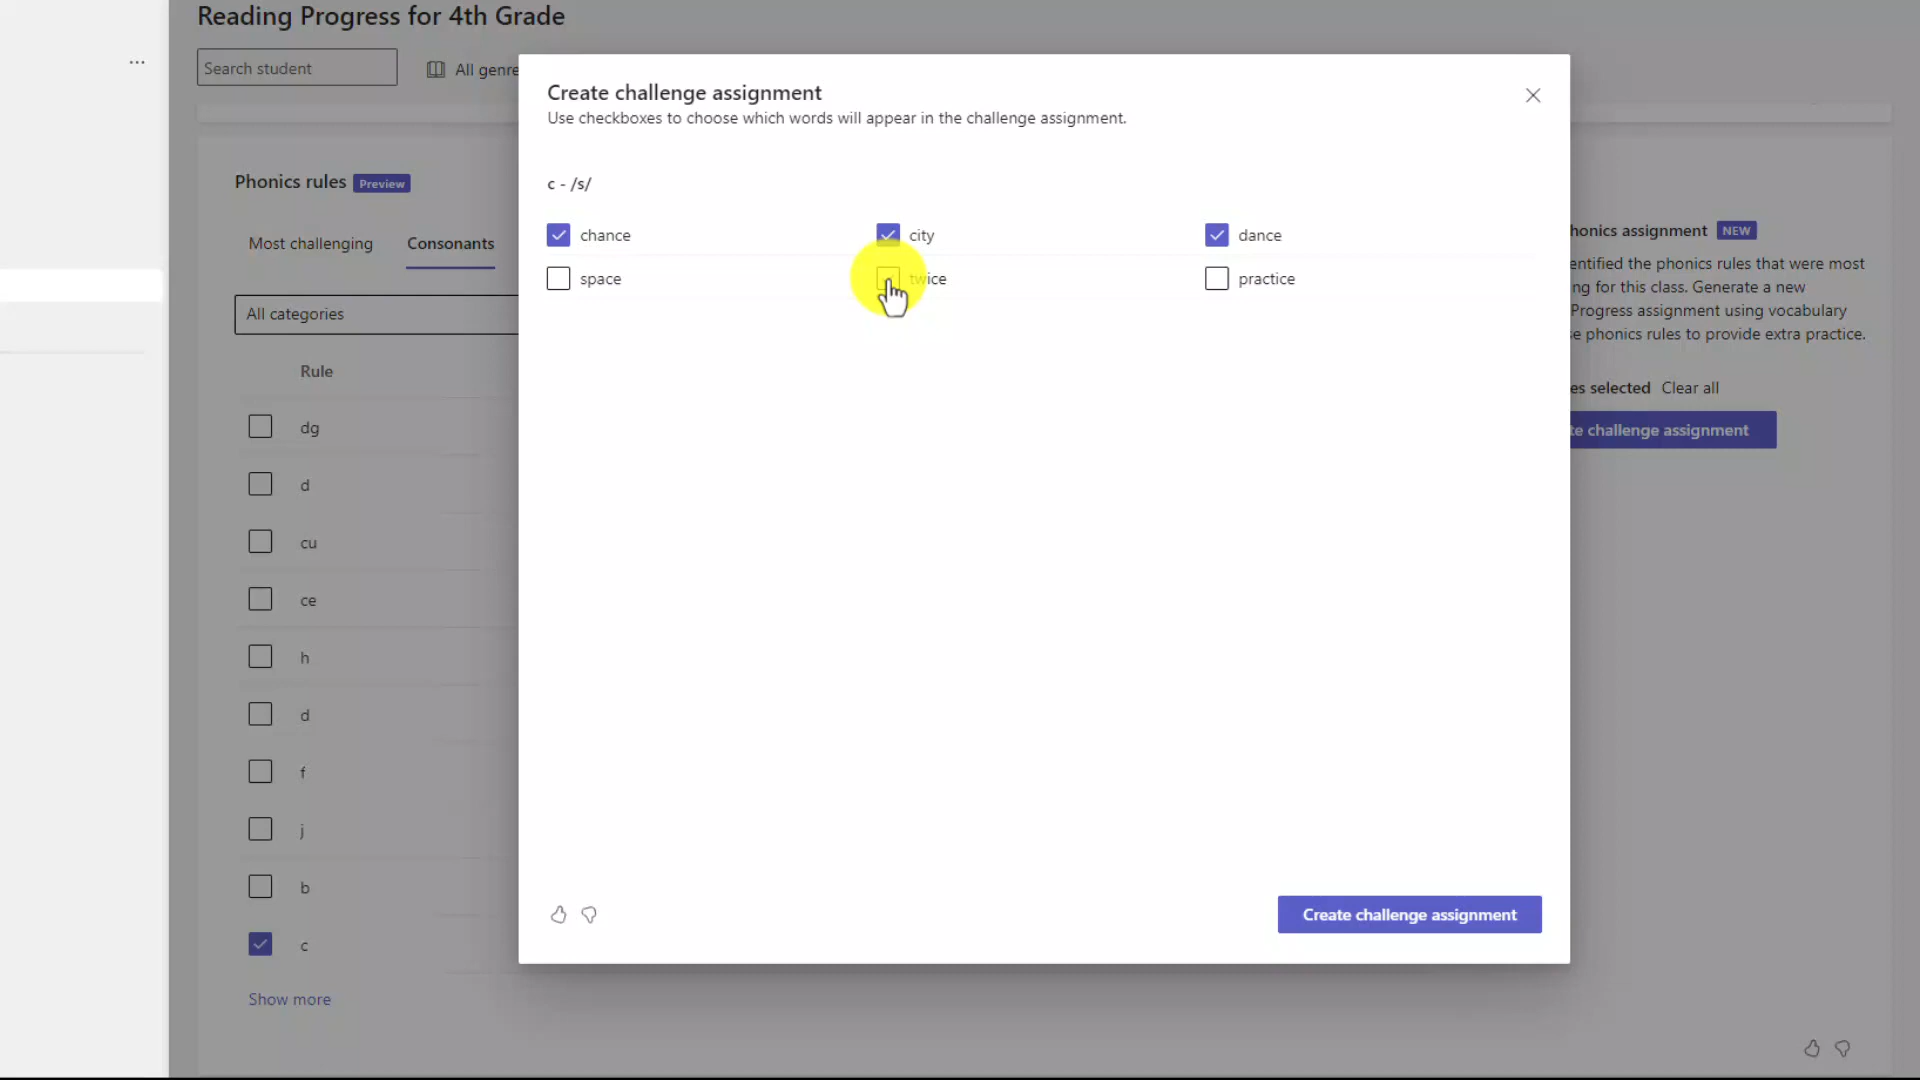 Reading Progress for 4th Grade
Search student
All genre
Phonics rules Preview
Most challenging Consonants
All categories
Rule
dg
d
cu
ce
h
d
f
j
b
c
Show more
Create challenge assignment
Use checkboxes to choose which words will appear in the challenge assignment.
c - /s/
chance city dance
space twice practice
Create challenge assignment
honics assignment NEW
entified the phonics rules that were most
ng for this class. Generate a new
Progress assignment using vocabulary
e phonics rules to provide extra practice.
es selected Clear all
te challenge assignment